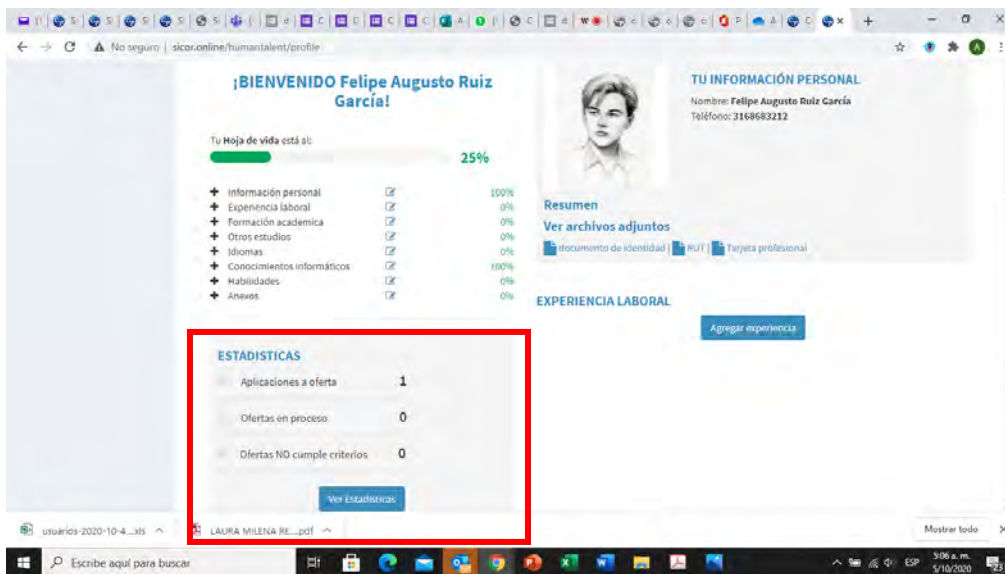 No seguro | sicor.online/humantalent/profile
¡BIENVENIDO Felipe Augusto Ruiz
García!
Tu Hoja de vida está al:
25%
Información personal 100%
Experiencia laboral 0%
Formación academica 0%
Otros estudios 0%
Idiomas 0%
Conocimientos informáticos 100%
Habilidades 0%
Anexos 0%
ESTADISTICAS
Aplicaciones a oferta 1
Ofertas en proceso 0
Ofertas NO cumple criterios 0
Ver Estadísticas
TU INFORMACIÓN PERSONAL
Nombre: Felipe Augusto Ruiz García
Teléfono: 3168683212
Resumen
Ver archivos adjuntos
documento de identidad | RUT | Tarjeta profesional
EXPERIENCIA LABORAL
Agregar experiencia
usuarios-2020-10-4....xls
LAURA MILENA RE....pdf
Mostrar todo
Escribe aquí para buscar
ESP
5:06 a. m.
5/10/2020
23